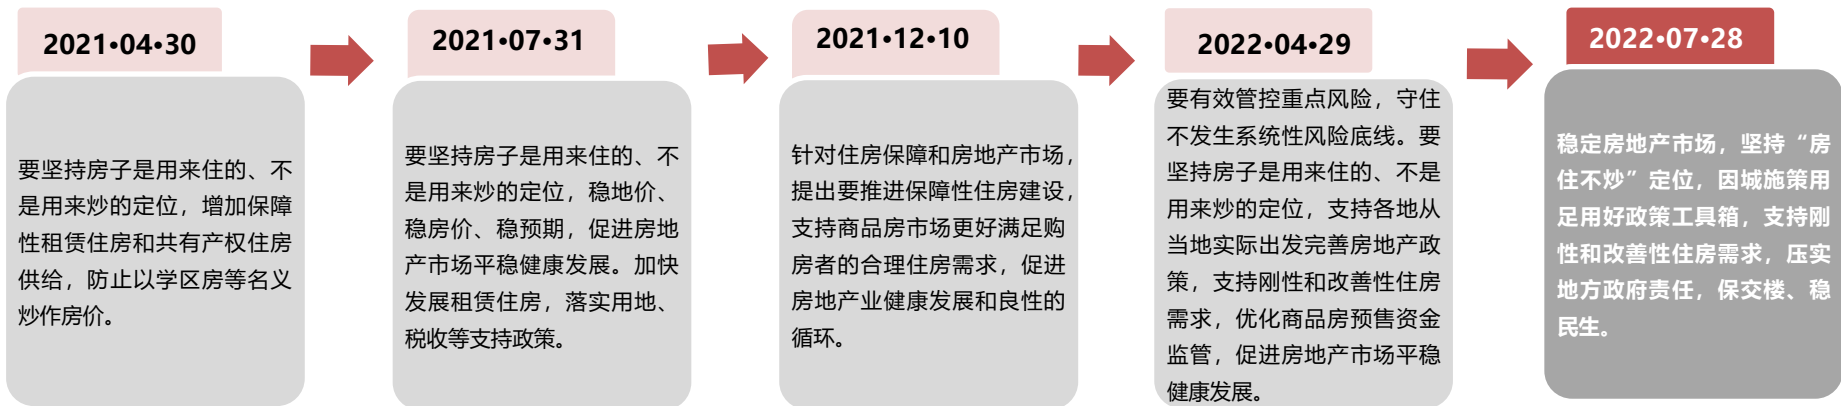 2021•04•30
要坚持房子是用来住的、不
是用来炒的定位，增加保障
性租赁住房和共有产权住房
供给，防止以学区房等名义
炒作房价。
2021•07•31
要坚持房子是用来住的、不
是用来炒的定位，稳地价、
稳房价、稳预期，促进房地
产市场平稳健康发展。加快
发展租赁住房，落实用地、
税收等支持政策。
2021•12•10
针对住房保障和房地产市场，
提出要推进保障性住房建设，
支持商品房市场更好满足购
房者的合理住房需求，促进
房地产业健康发展和良性的
循环。
2022•04•29
要有效管控重点风险，守住
不发生系统性风险底线。要
坚持房子是用来住的、不是
用来炒的定位，支持各地从
当地实际出发完善房地产政
策，支持刚性和改善性住房
需求，优化商品房预售资金
监管，促进房地产市场平稳
健康发展。
2022•07•28
稳定房地产市场，坚持“房
住不炒”定位，因城施策用
足用好政策工具箱，支持刚
性和改善性住房需求，压实
地方政府责任，保交楼、稳
民生。